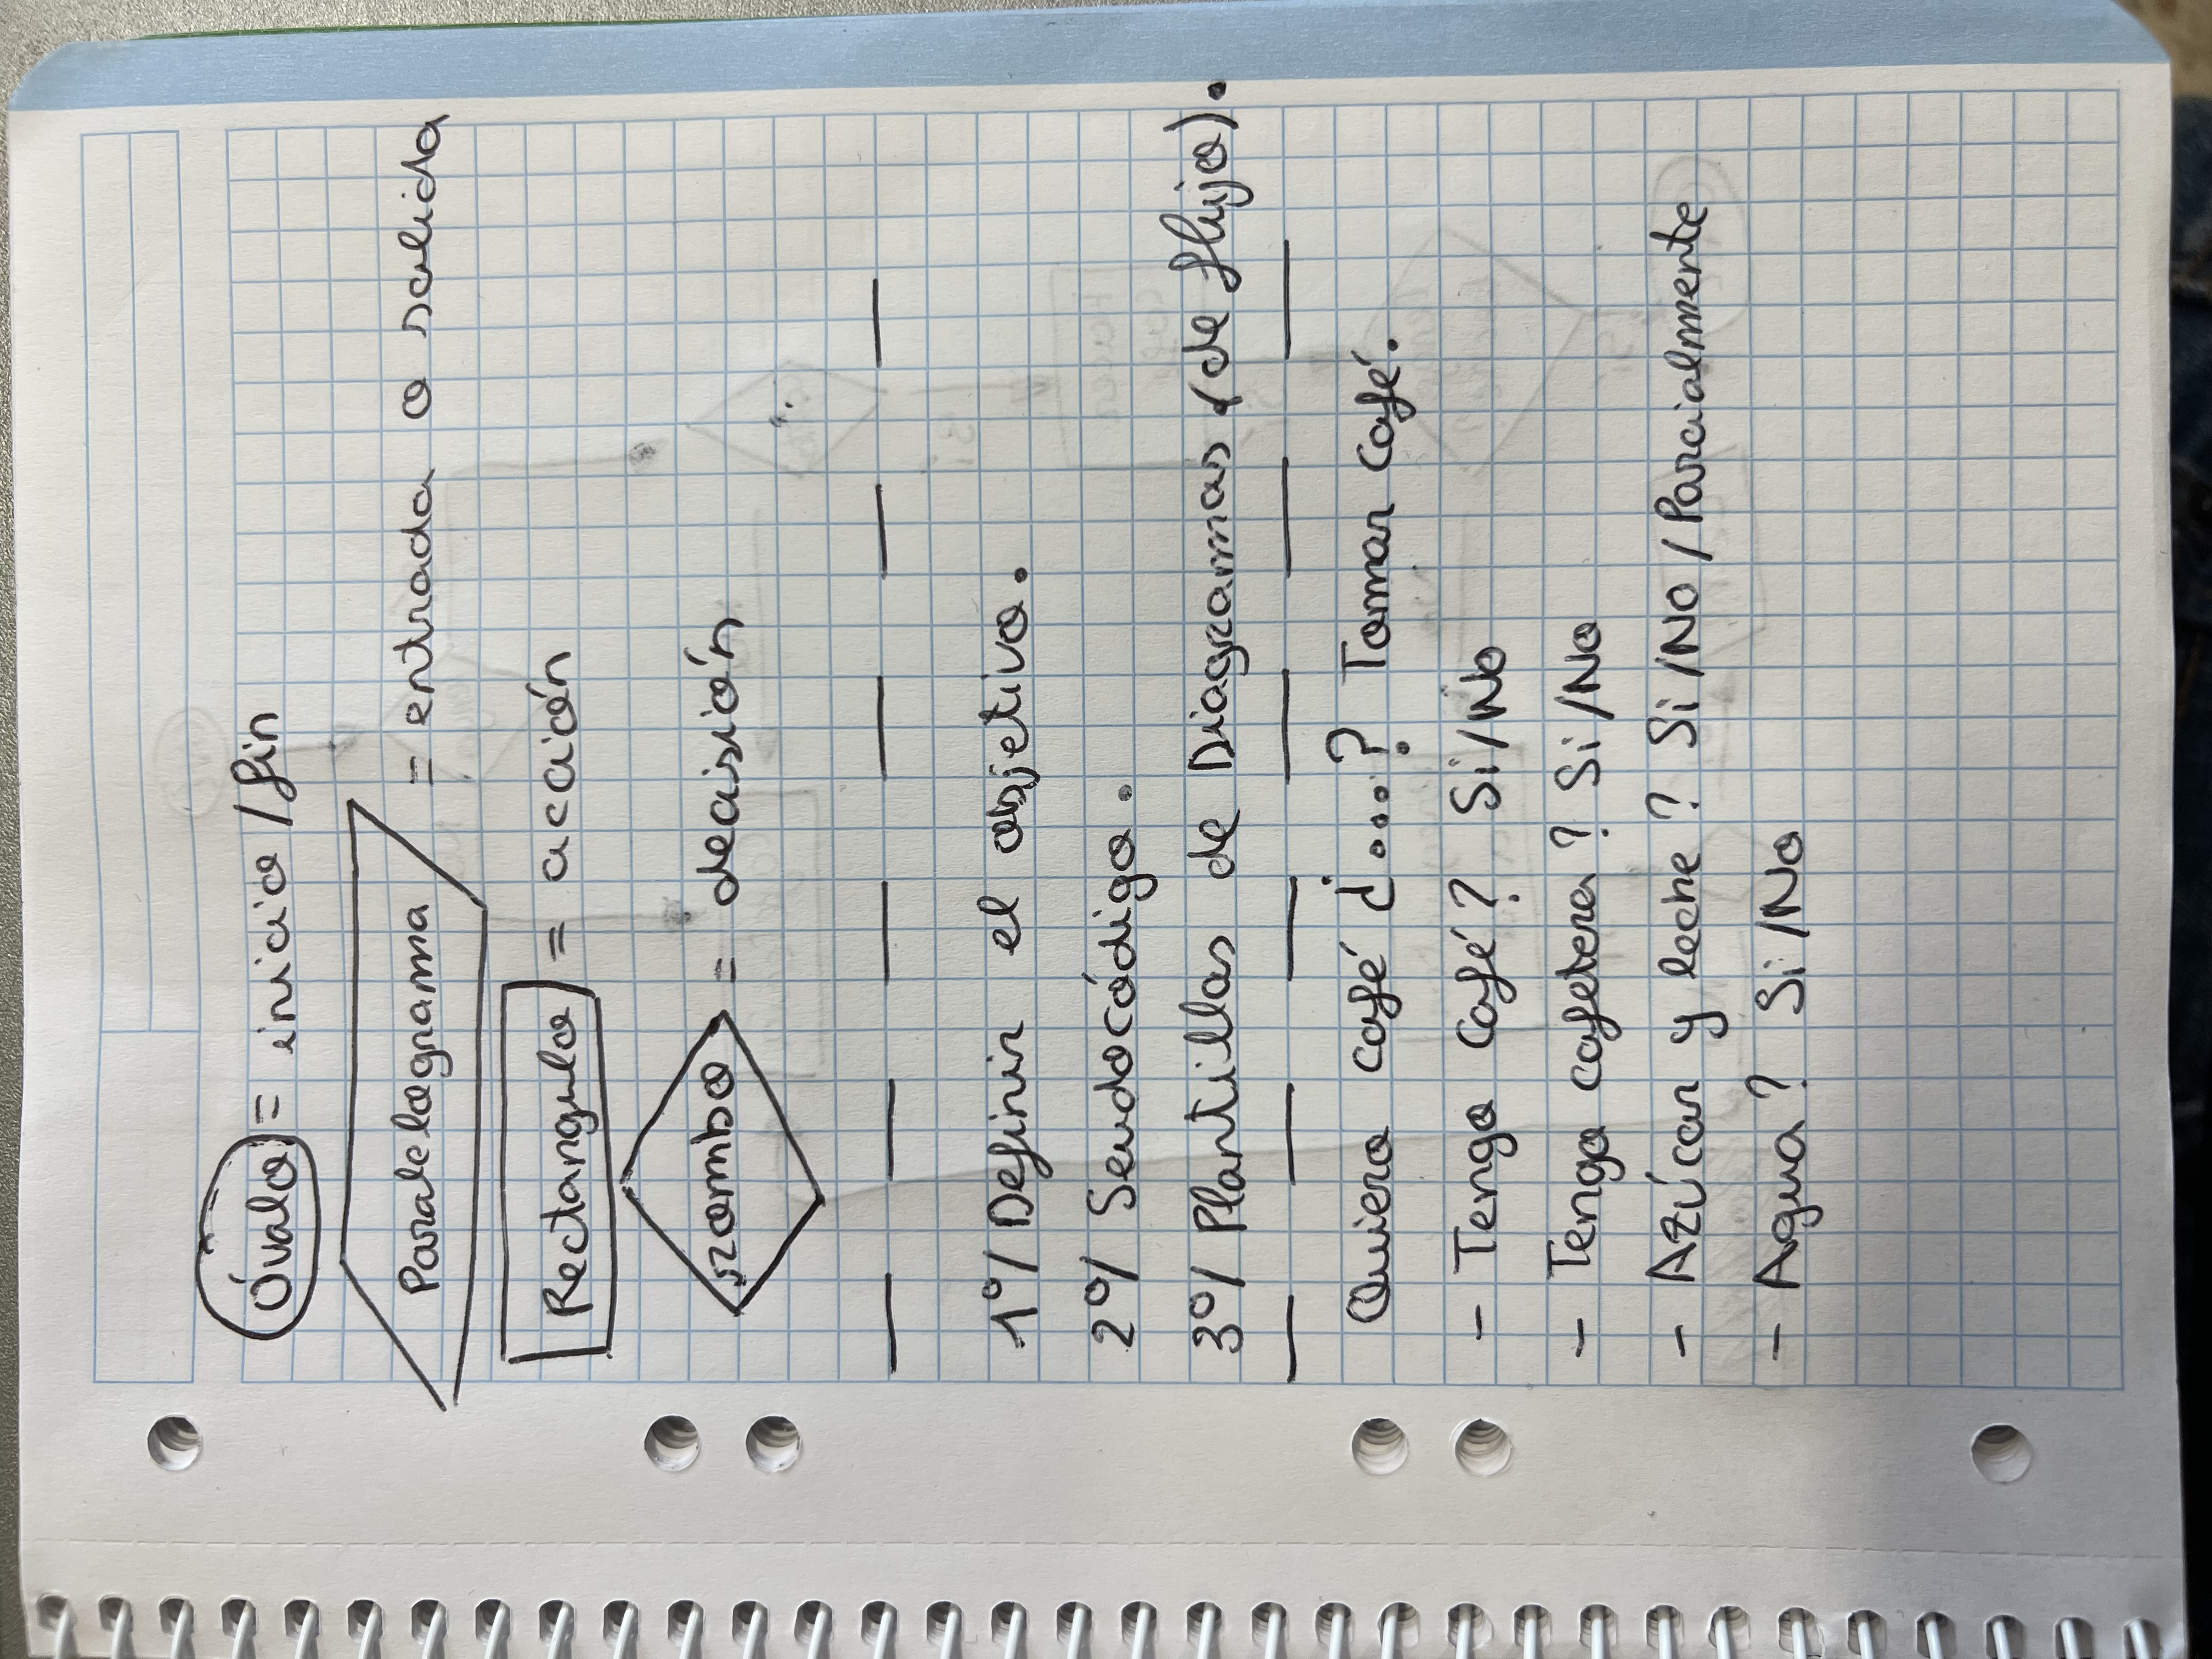 Óvalo = inicio / fin
Paralelogramma = entrada o salida
Rectangulo = acción
rombo = decisión
1º/ Definir el objetivo.
2º/ Seudocódigo.
3º/ Plantillas de Diagramas (de flujo).
Quiero café ¿...? Tomar café.
- Tengo café? Si/No
- Tengo cafetera? Si/No
- Azúcar y leche? Si/No/Parcialmente
- Agua? Si/No